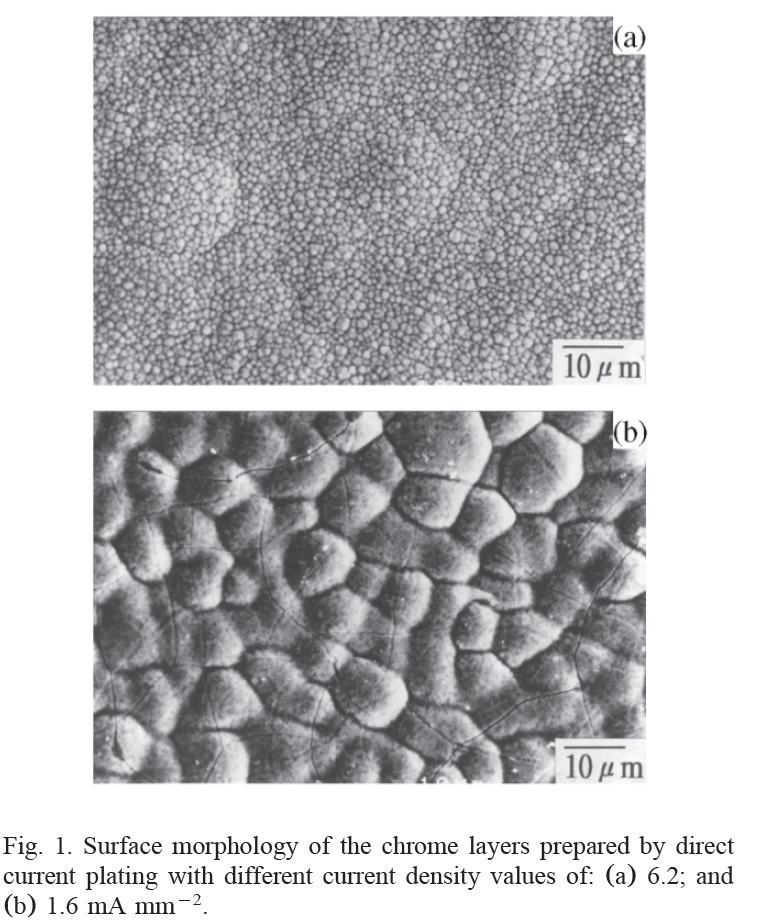 (a)
10 μm
(b)
10 μm
Fig. 1. Surface morphology of the chrome layers prepared by direct
current plating with different current density values of: (a) 6.2; and
(b) 1.6 mA mm⁻².